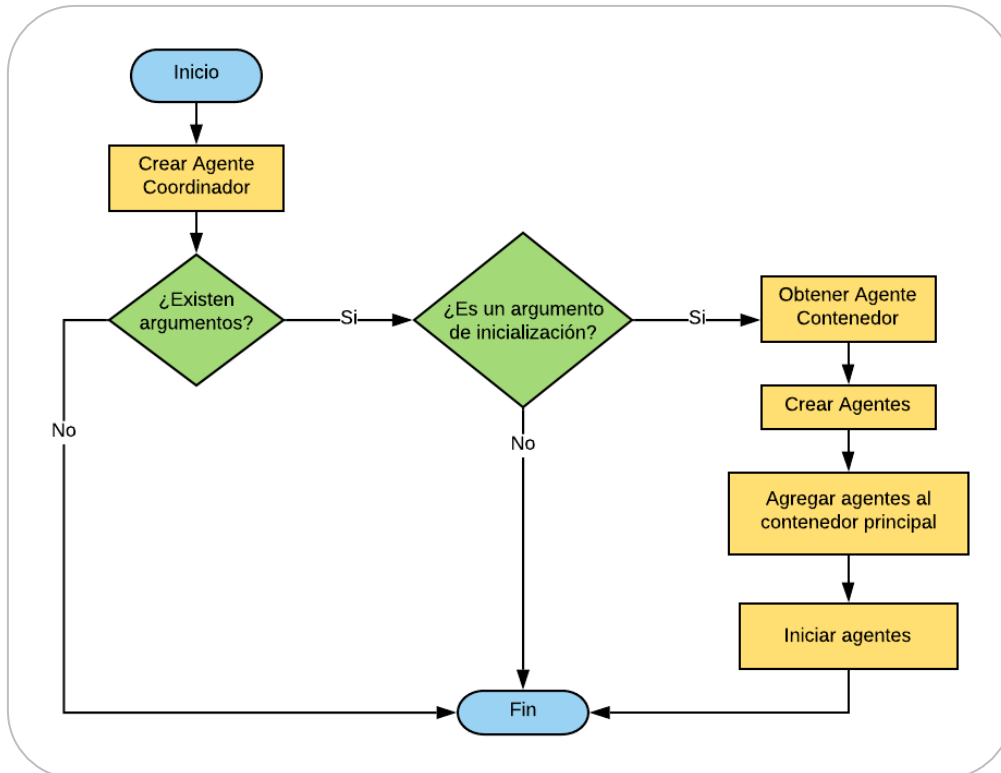 Inicio
Crear Agente
Coordinador
¿Existen
argumentos?
Si
¿Es un argumento
de inicialización?
Si
Obtener Agente
Contenedor
Crear Agentes
No
No
Agregar agentes al
contenedor principal
Iniciar agentes
Fin